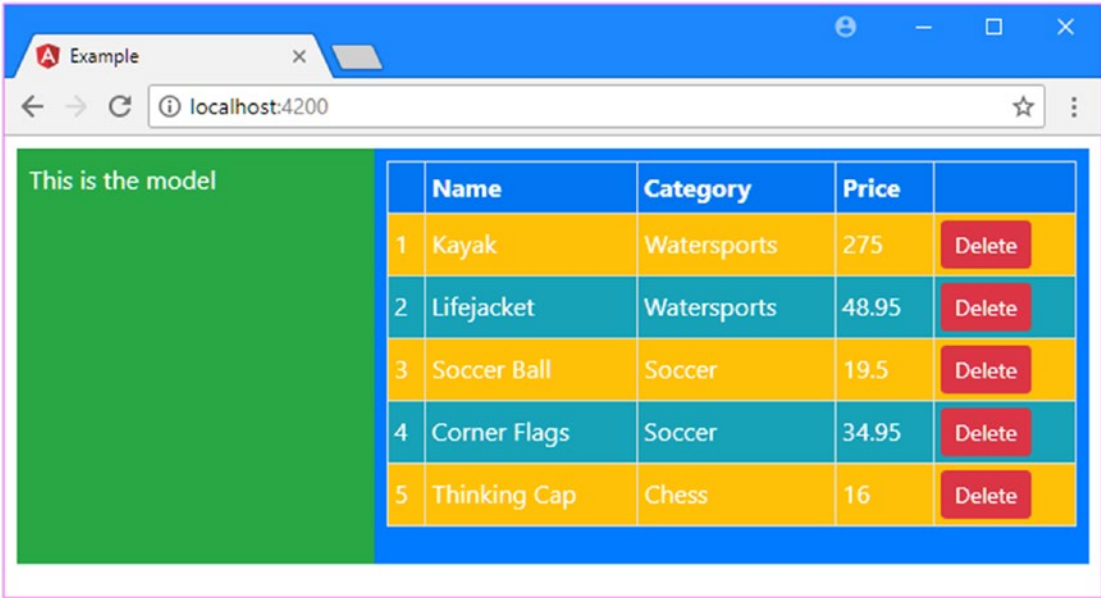 Example
localhost:4200
This is the model
Name Category Price
1 Kayak Watersports 275 Delete
2 Lifejacket Watersports 48.95 Delete
3 Soccer Ball Soccer 19.5 Delete
4 Corner Flags Soccer 34.95 Delete
5 Thinking Cap Chess 16 Delete